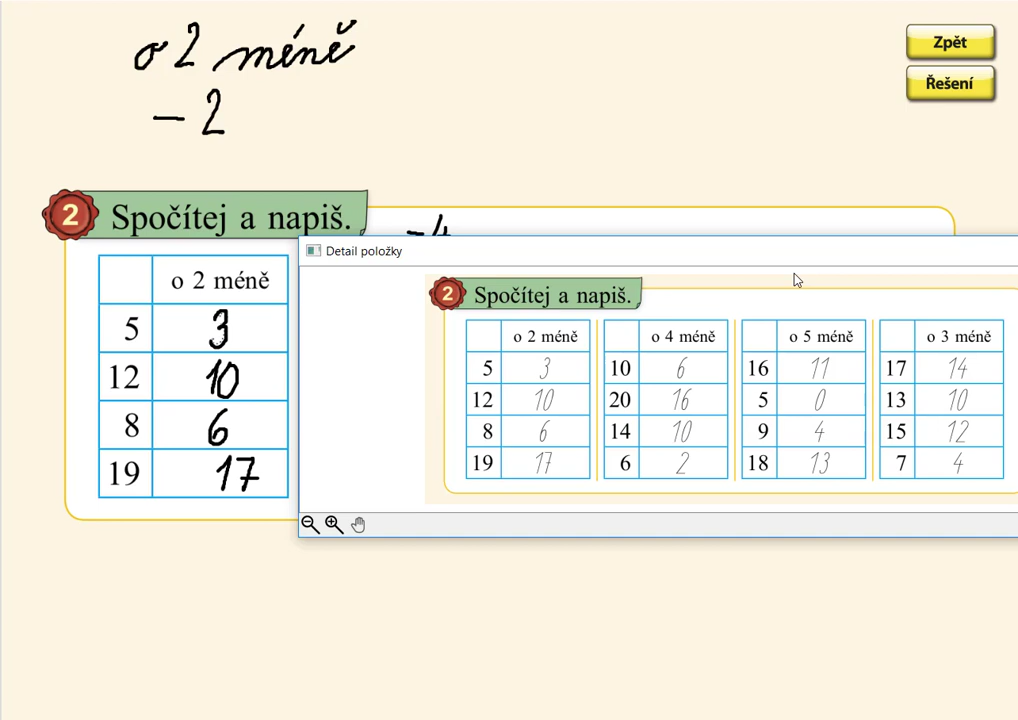 o 2 méně
- 2
Zpět
Řešení
2 Spočítej a napiš.
-4
o 2 méně
5 3
12 10
8 6
19 17
Detail položky
2 Spočítej a napiš.
o 2 méně o 4 méně o 5 méně o 3 méně
5 3 10 6 16 11 17 14
12 10 20 16 5 0 13 10
8 6 14 10 9 4 15 12
19 17 6 2 18 13 7 4